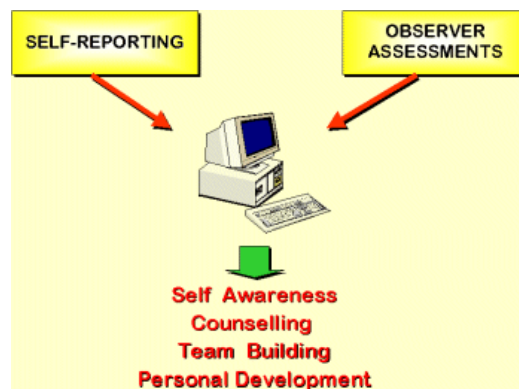 SELF-REPORTING
OBSERVER
ASSESSMENTS
Self Awareness
Counselling
Team Building
Personal Development